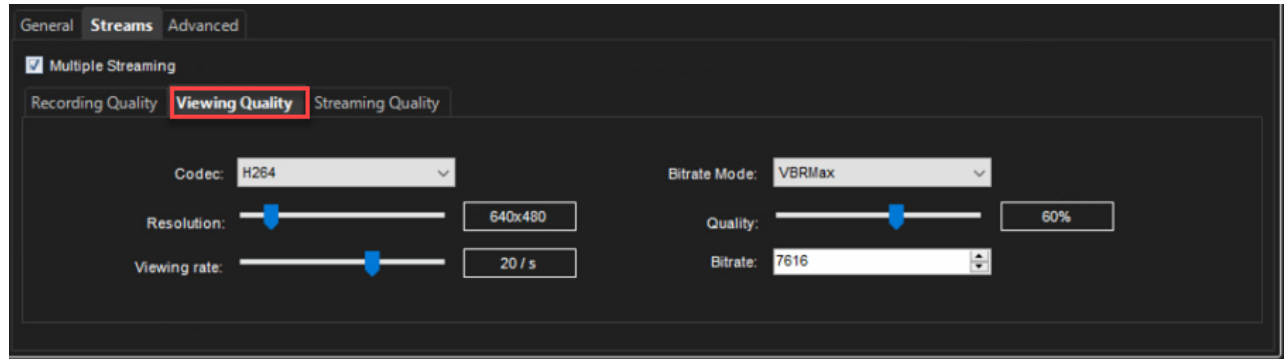 General Streams Advanced
Multiple Streaming
Recording Quality Viewing Quality Streaming Quality
Codec: H264 Bitrate Mode: VBRMax
Resolution: 640x480 Quality: 60%
Viewing rate: 20 / s Bitrate: 7616